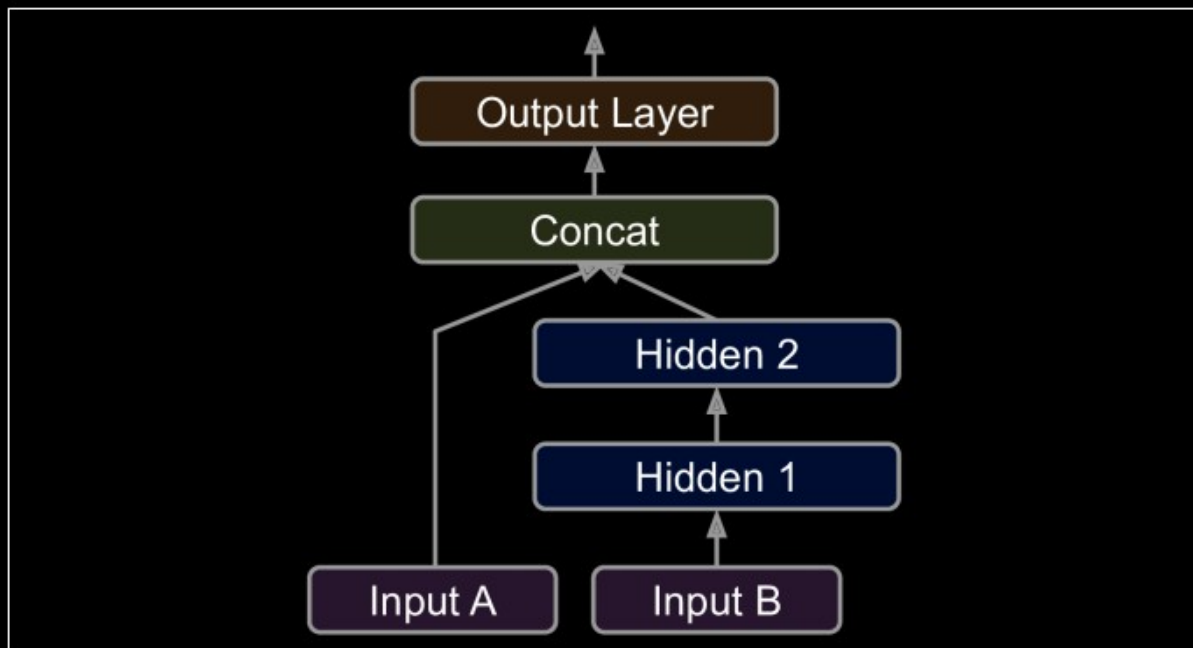 Output Layer
Concat
Hidden 2
Hidden 1
Input A
Input B